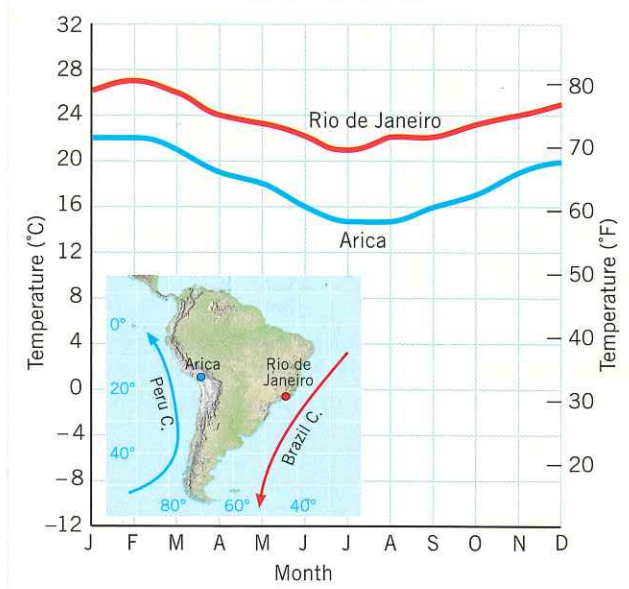 32
28
24
20
16
12
8
4
0
–4
–8
–12
Temperature (°C)
80
70
60
50
40
30
20
Temperature (°F)
Rio de Janeiro
Arica
0°
20°
40°
80°
60°
40°
Arica
Rio de
Janeiro
Peru C.
Brazil C.
J F M A M J J A S O N D
Month